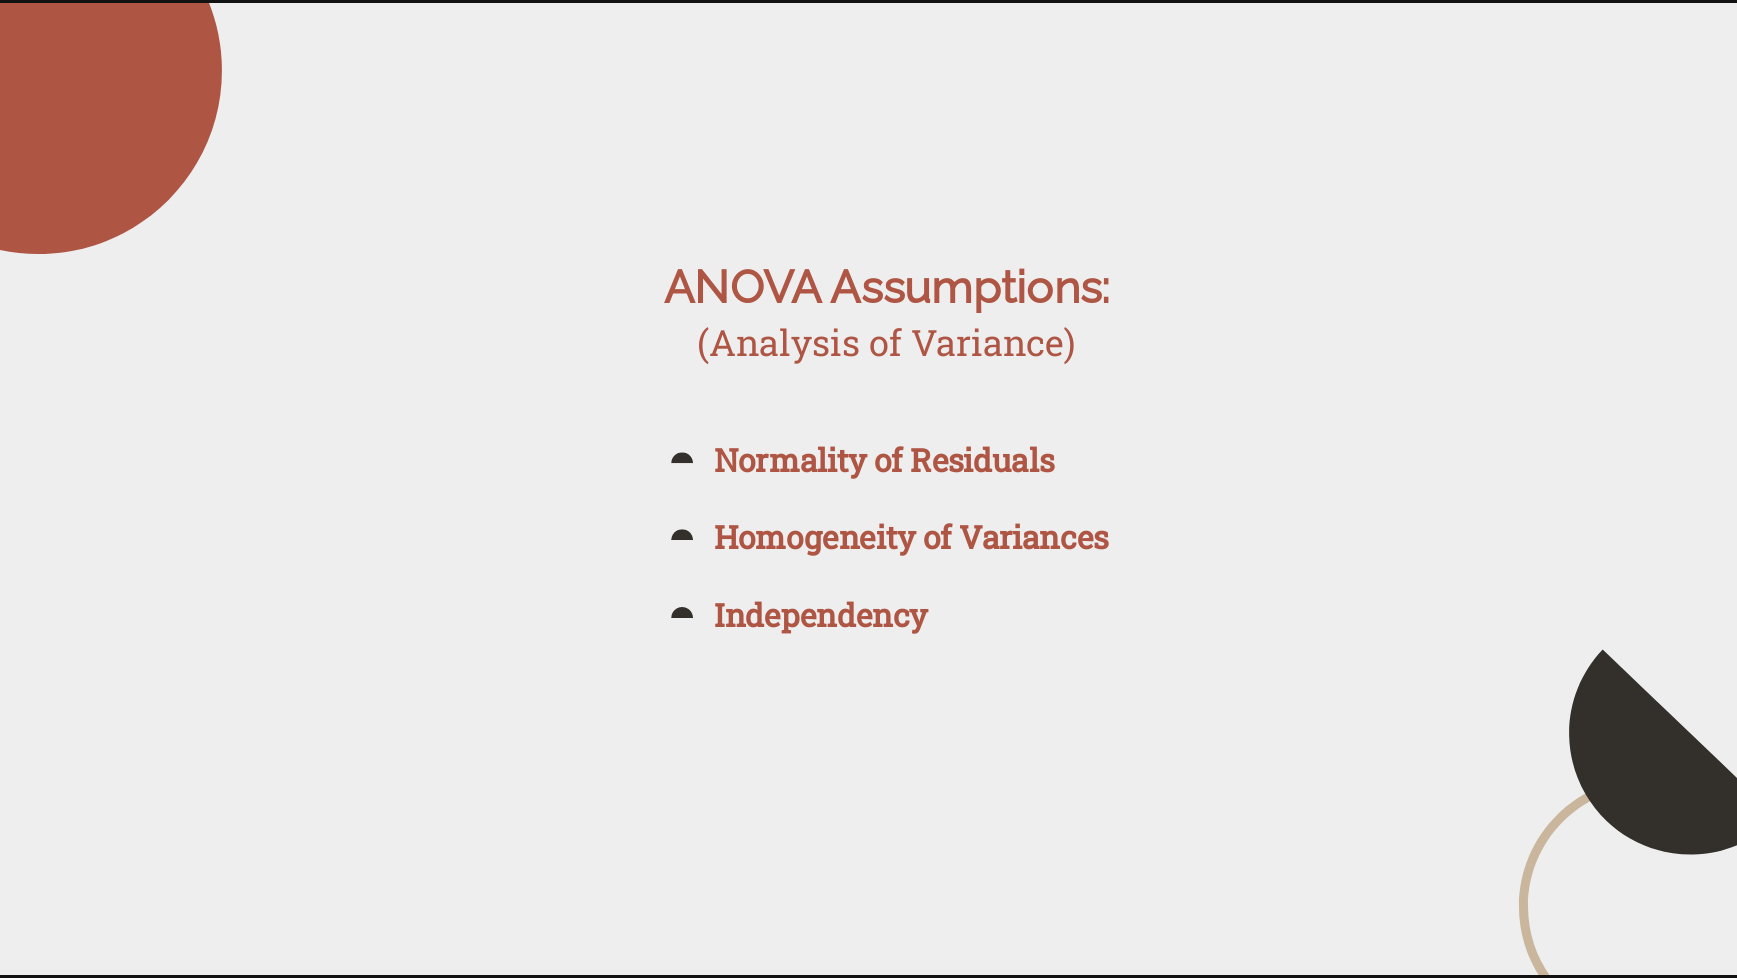 ANOVA Assumptions:
(Analysis of Variance)
Normality of Residuals
Homogeneity of Variances
Independency